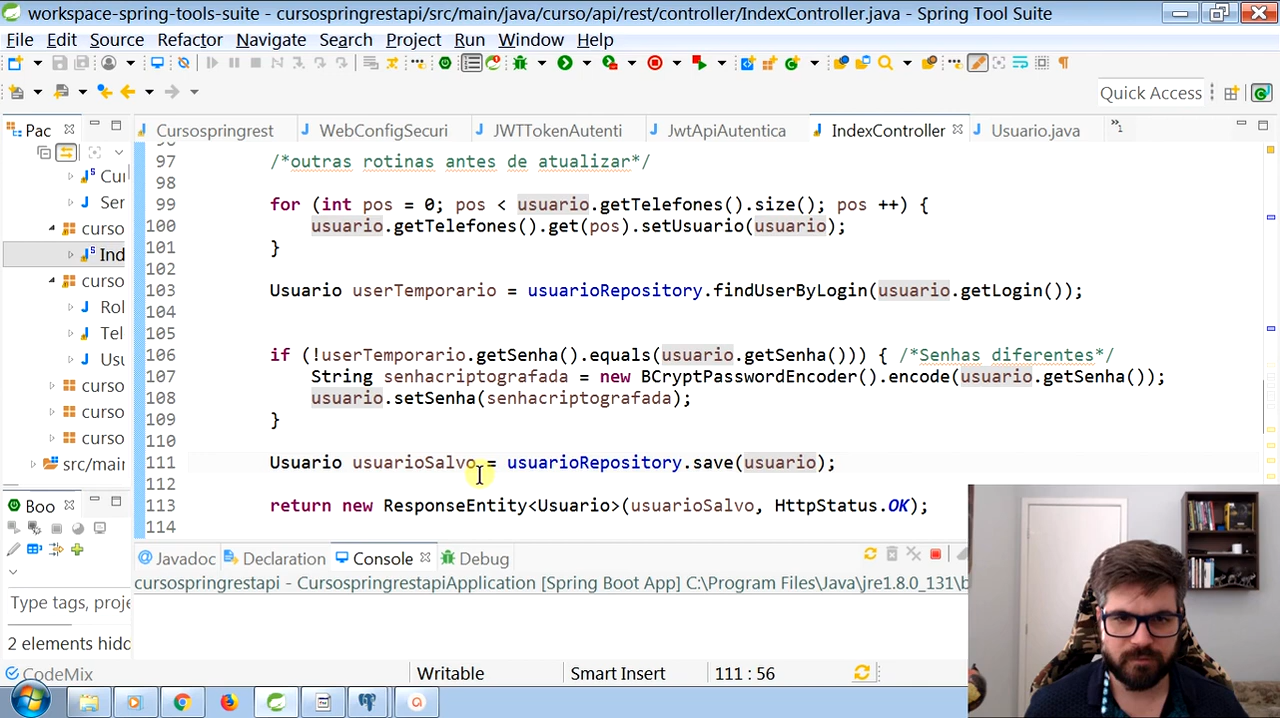 workspace-spring-tools-suite - cursospringrestapi/src/main/java/curso/api/rest/controller/IndexController.java - Spring Tool Suite
File Edit Source Refactor Navigate Search Project Run Window Help
Quick Access
Pac
Cursospringrest WebConfigSecuri JWTTokenAutenti JwtApiAutentica IndexController Usuario.java »1
Cur
Ser
curso
Ind
curso
Rol
Tel
Usu
curso
curso
curso
src/main
97 /*outras rotinas antes de atualizar*/
98
99 for (int pos = 0; pos < usuario.getTelefones().size(); pos ++) {
100 usuario.getTelefones().get(pos).setUsuario(usuario);
101 }
102
103 Usuario userTemporario = usuarioRepository.findUserByLogin(usuario.getLogin());
104
105
106 if (!userTemporario.getSenha().equals(usuario.getSenha())) { /*Senhas diferentes*/
107 String senhacriptografada = new BCryptPasswordEncoder().encode(usuario.getSenha());
108 usuario.setSenha(senhacriptografada);
109 }
110
111 Usuario usuarioSalvo = usuarioRepository.save(usuario);
112
113 return new ResponseEntity<Usuario>(usuarioSalvo, HttpStatus.OK);
114
Boo
Type tags, proje
2 elements hidd
@ Javadoc Declaration Console Debug
cursospringrestapi - CursospringrestapiApplication [Spring Boot App] C:\Program Files\Java\jre1.8.0_131\b
CodeMix Writable Smart Insert 111 : 56